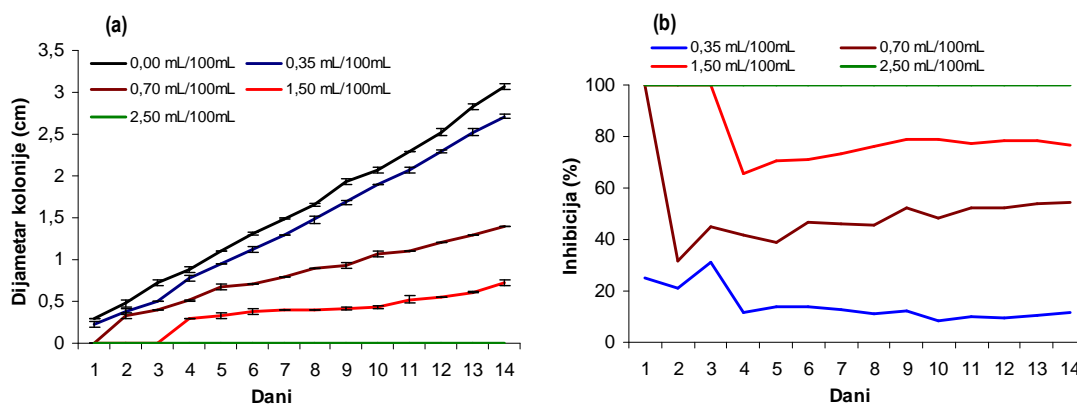 (a)
Dijametar kolonije (cm)
3,5
3
2,5
2
1,5
1
0,5
0
0,00 mL/100mL
0,35 mL/100mL
0,70 mL/100mL
1,50 mL/100mL
2,50 mL/100mL
1 2 3 4 5 6 7 8 9 10 11 12 13 14
Dani
(b)
0,35 mL/100mL
0,70 mL/100mL
1,50 mL/100mL
2,50 mL/100mL
Inhibicija (%)
100
80
60
40
20
0
1 2 3 4 5 6 7 8 9 10 11 12 13 14
Dani